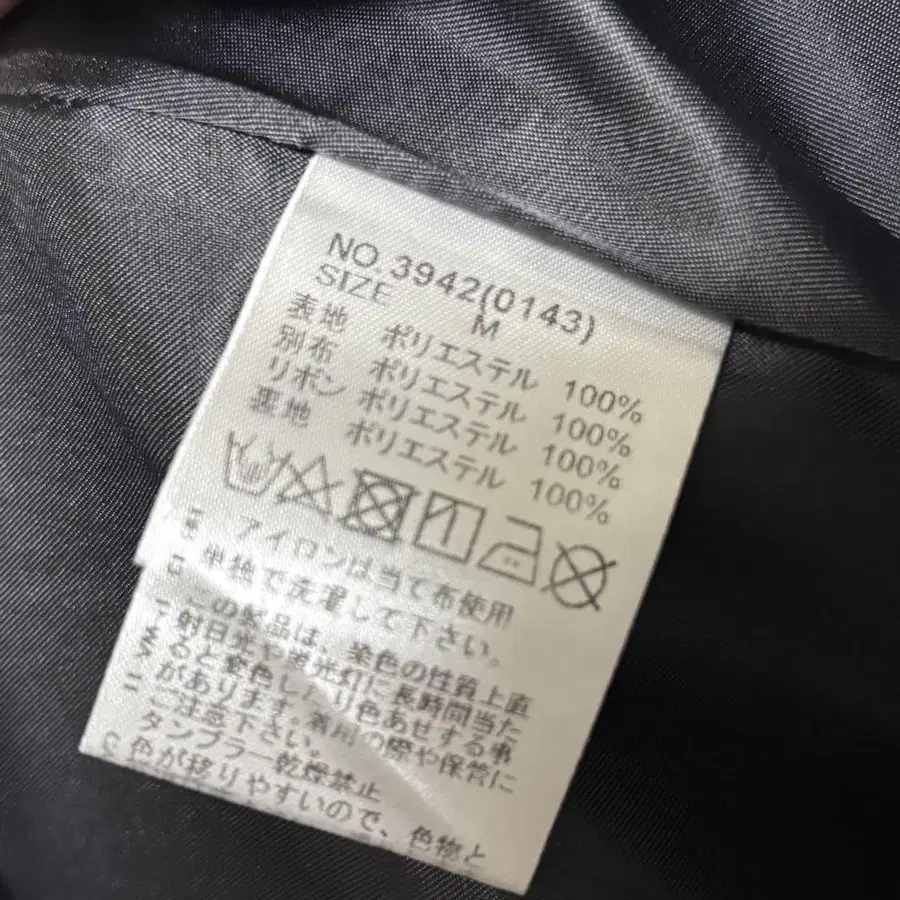 NO.3942(0143)
SIZE M
表地 ポリエステル 100%
別布 ポリエステル 100%
リボン ポリエステル 100%
裏地 ポリエステル 100%
アイロンは当て布使用
単独で洗濯して下さい。
この製品は、染色の性質上直
射日光や蛍光灯に長時間当た
ると変色したり色あせする事
があります。着用の際や保管に
ご注意下さい。
タンブラー乾燥禁止
色が移りやすいので、色物と